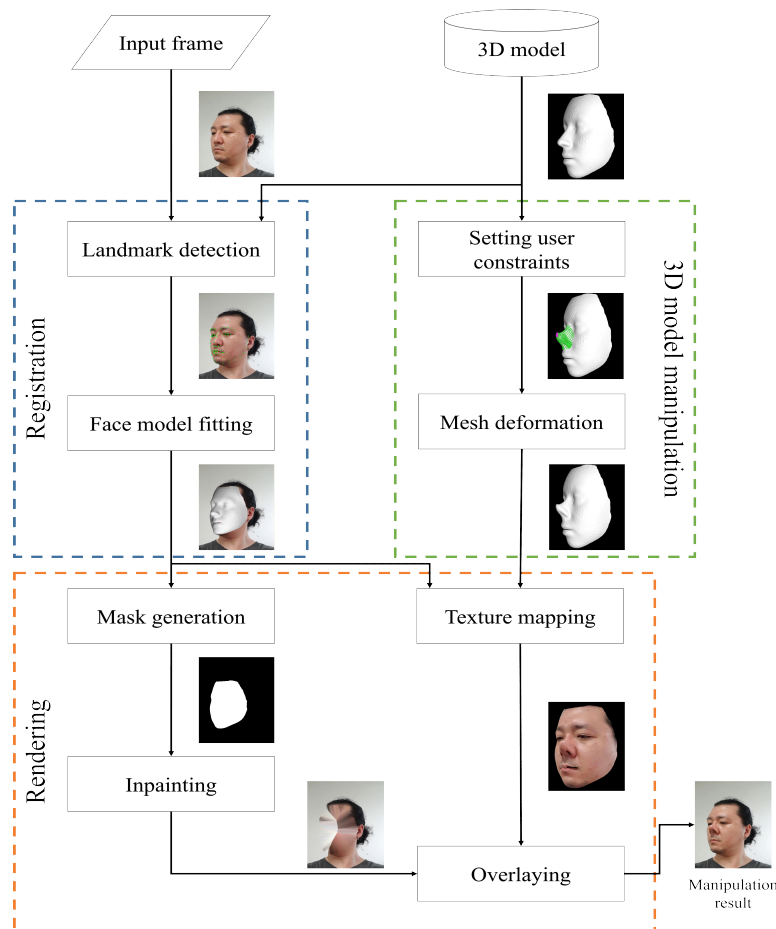 Input frame
3D model
Landmark detection
Setting user
constraints
Registration
3D model manipulation
Face model fitting
Mesh deformation
Mask generation
Texture mapping
Rendering
Inpainting
Overlaying
Manipulation
result